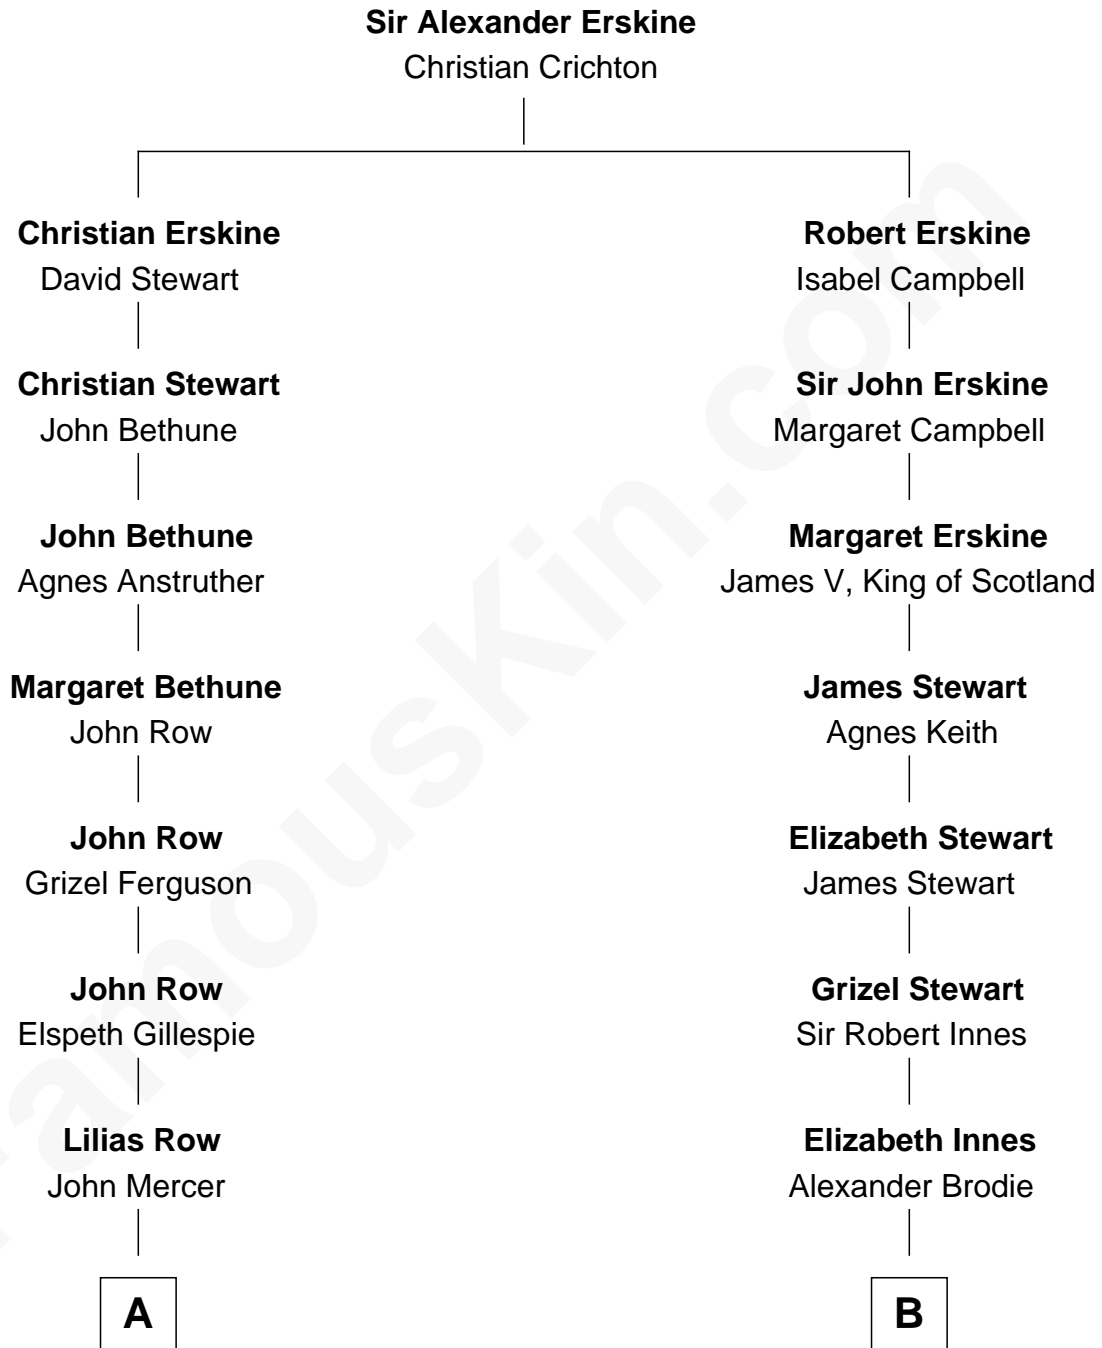 Sir Alexander Erskine
Christian Crichton
Christian Erskine
David Stewart
Robert Erskine
Isabel Campbell
Christian Stewart
John Bethune
Sir John Erskine
Margaret Campbell
John Bethune
Agnes Anstruther
Margaret Erskine
James V, King of Scotland
Margaret Bethune
John Row
James Stewart
Agnes Keith
John Row
Grizel Ferguson
Elizabeth Stewart
James Stewart
John Row
Elspeth Gillespie
Grizel Stewart
Sir Robert Innes
Lilias Row
John Mercer
Elizabeth Innes
Alexander Brodie
A
B
FamousKin.com